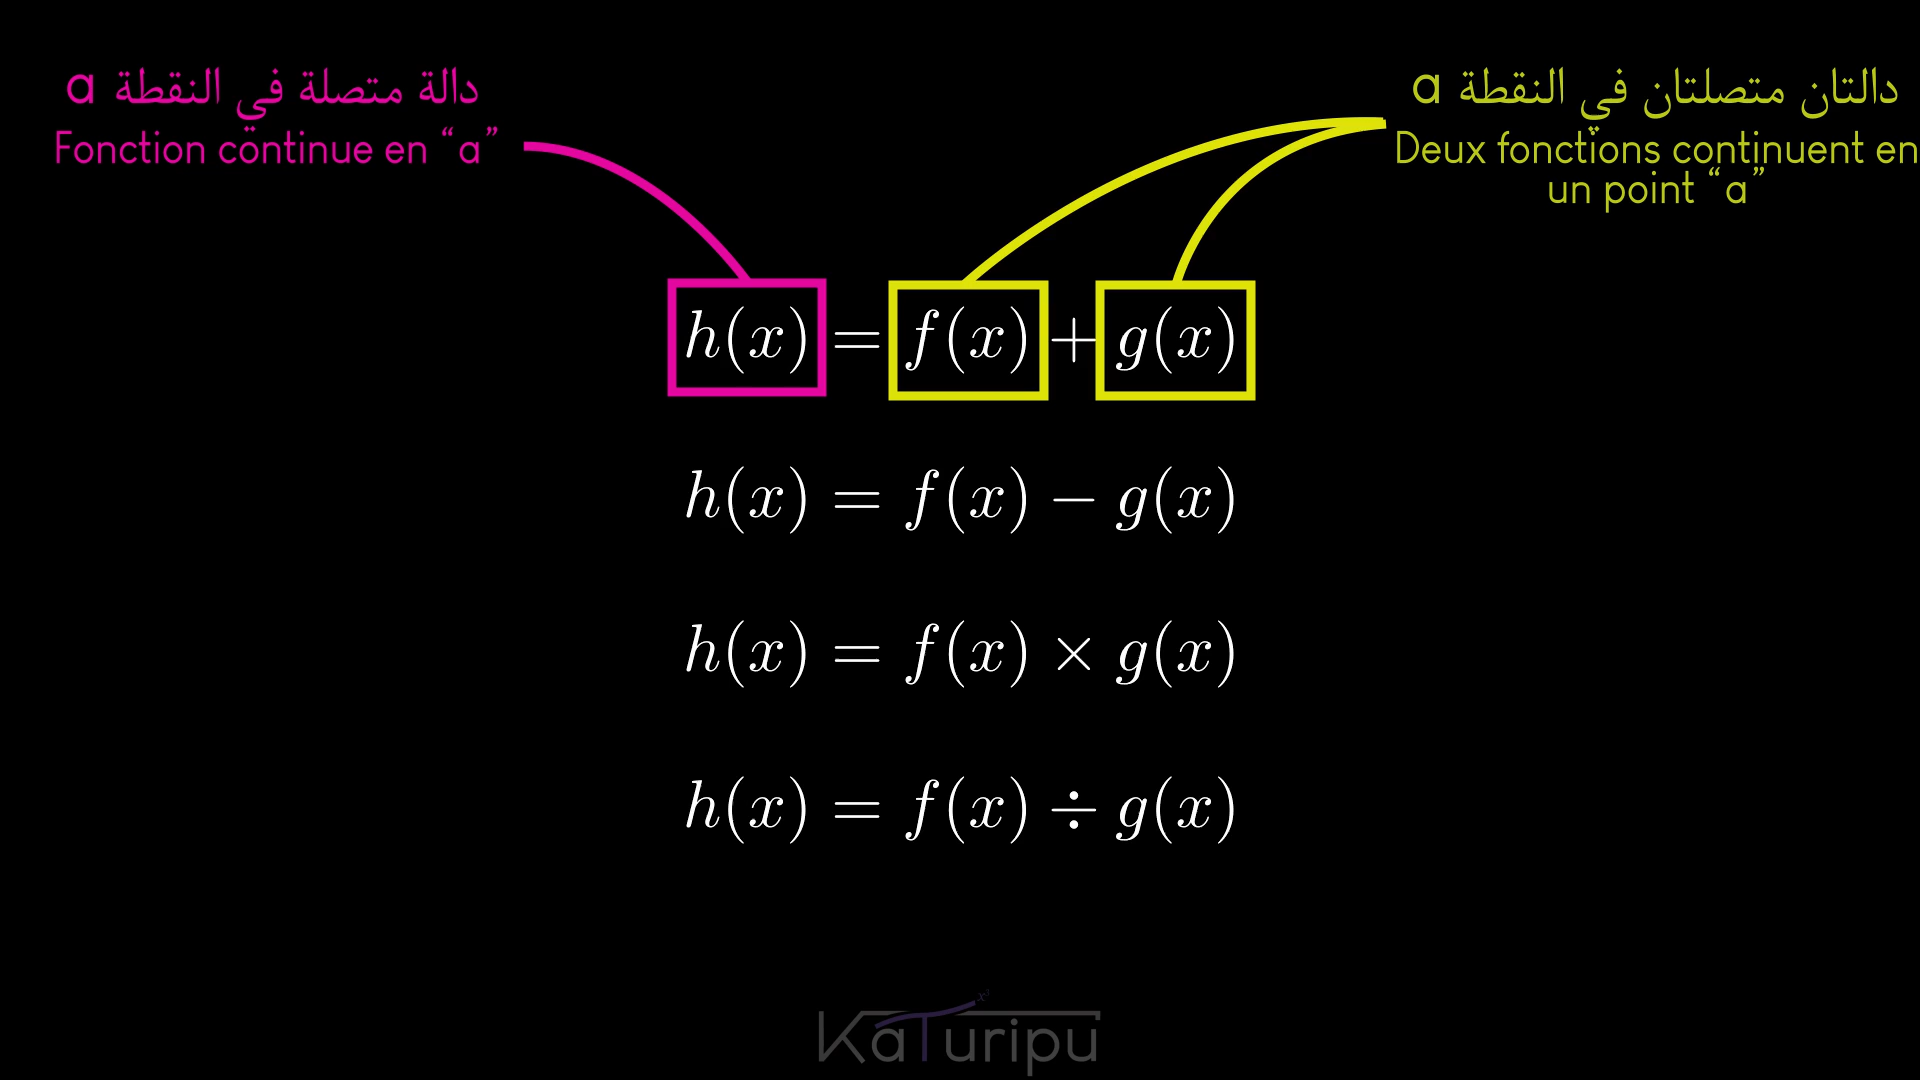 دالة متصلة في النقطة a
Fonction continue en “a”
دالتان متصلتان في النقطة a
Deux fonctions continuent en
un point “a”
h(x) = f(x) + g(x)
h(x) = f(x) − g(x)
h(x) = f(x) × g(x)
h(x) = f(x) ÷ g(x)
KaTuripu